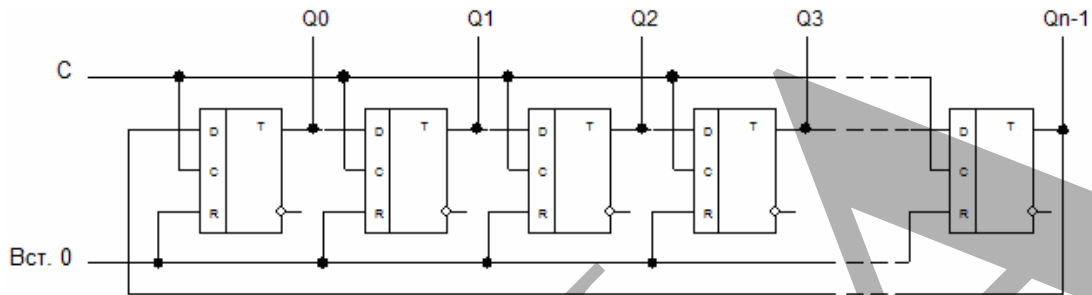 Q0 Q1 Q2 Q3 Qn-1
C
D T D T D T D T D T
C C C C C
R R R R R
Вст. 0